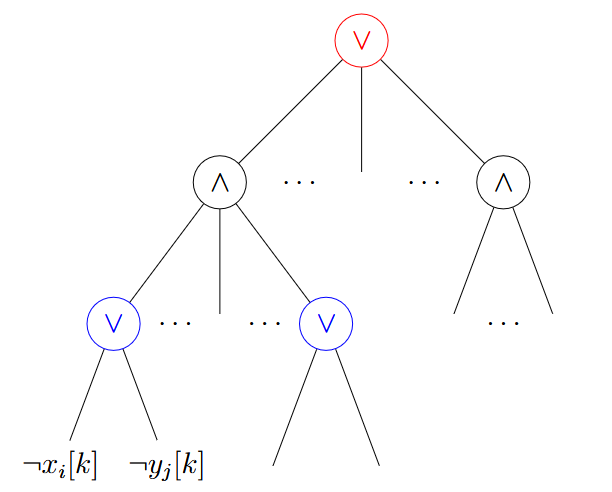 ∨
∧ ··· ··· ∧
∨ ··· ··· ∨ ···
¬x_i[k] ¬y_j[k]